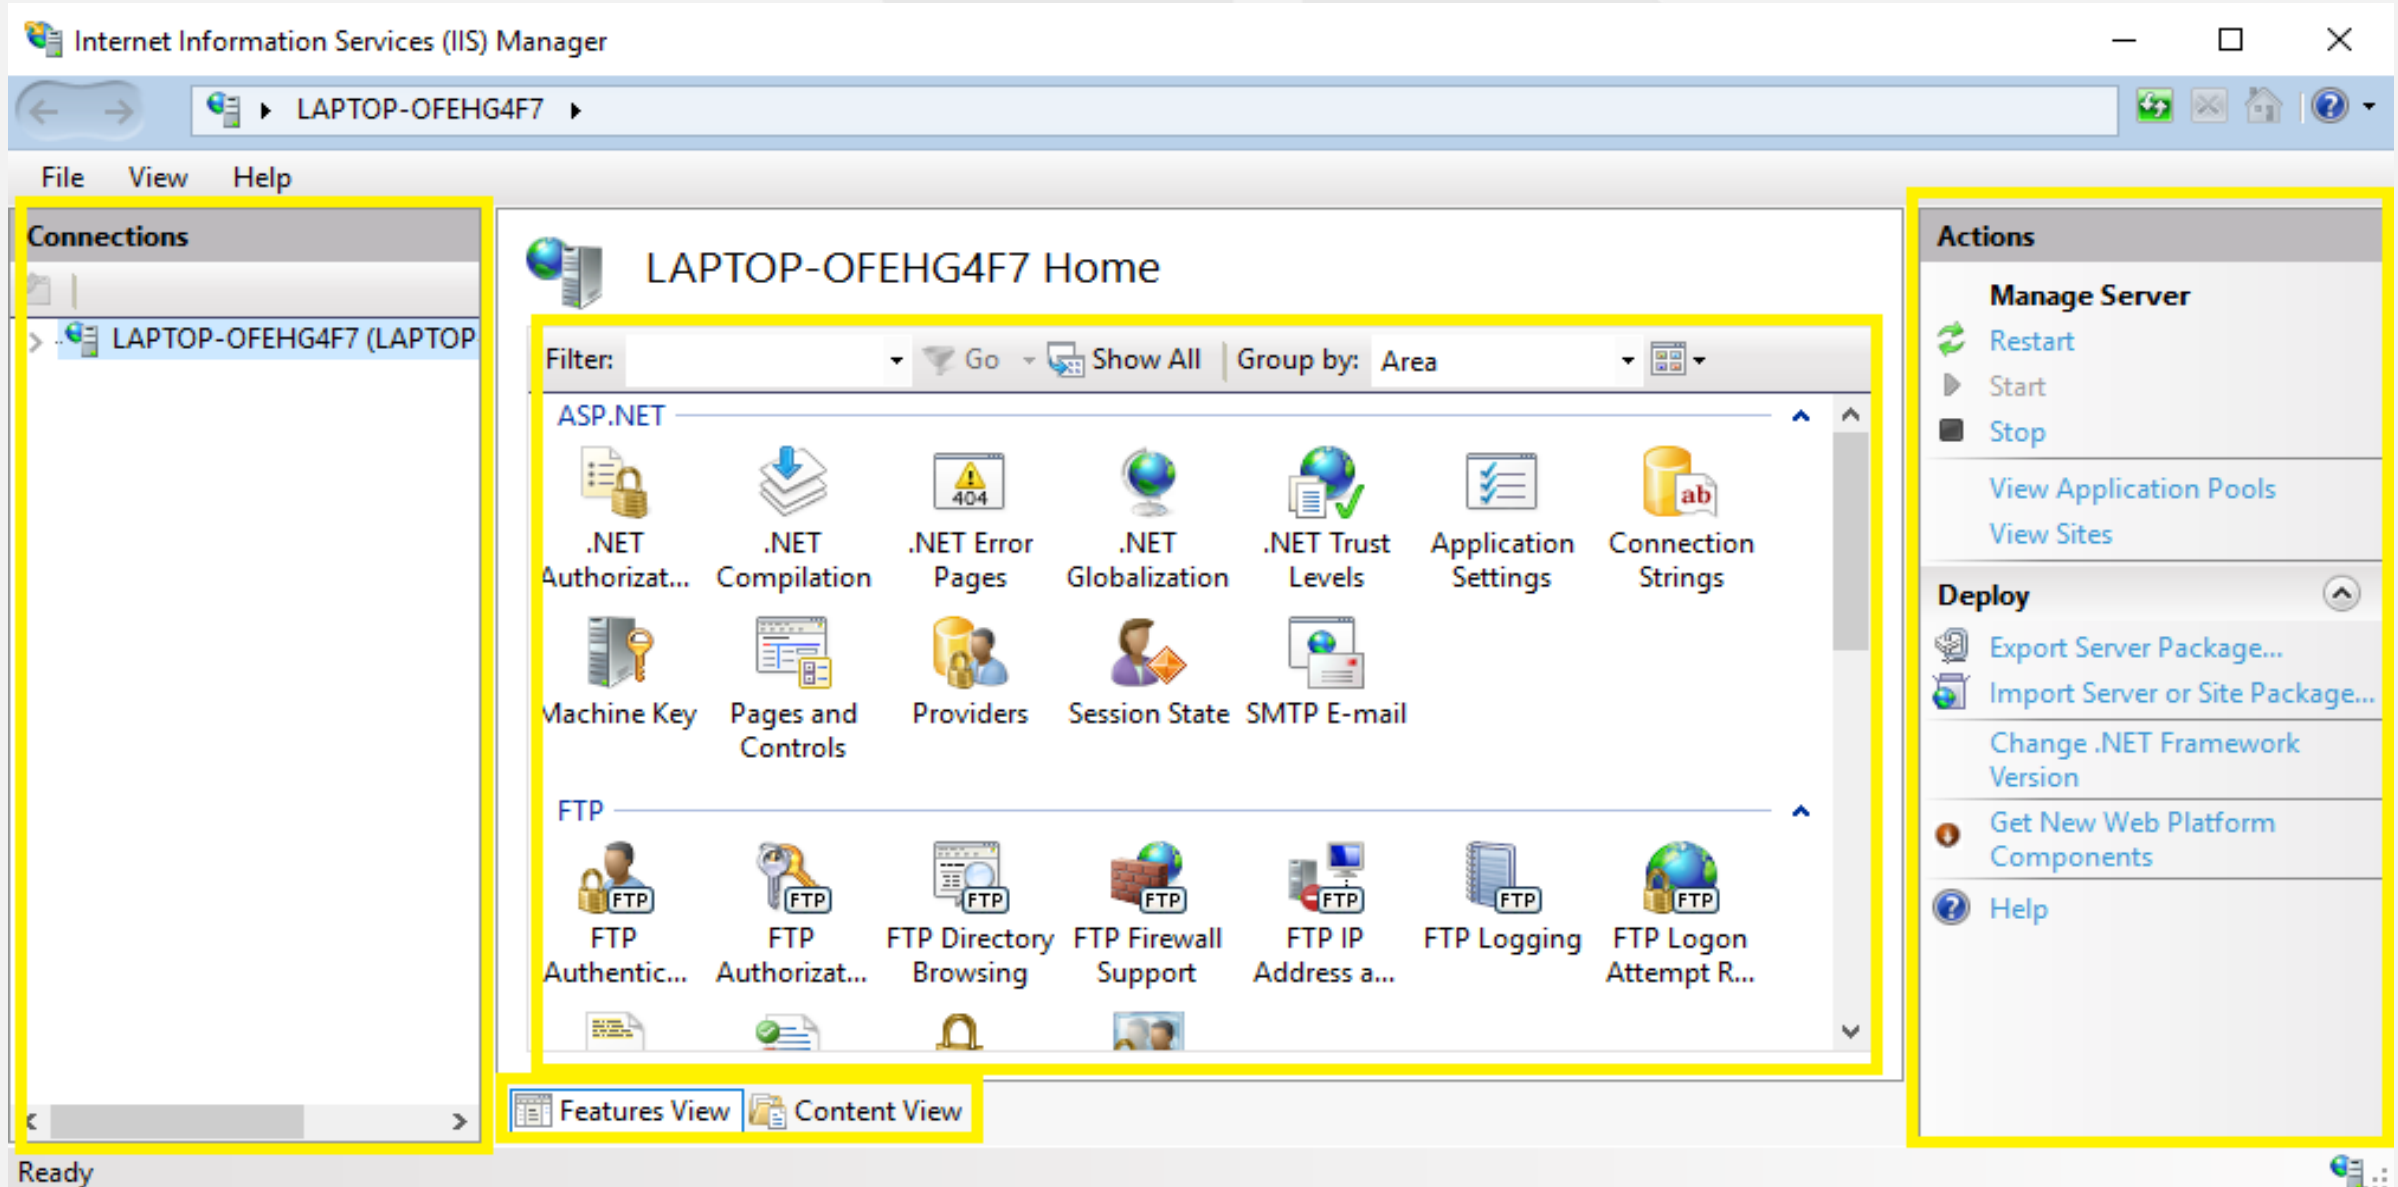 Internet Information Services (IIS) Manager
LAPTOP-OFEHG4F7
File View Help
Connections
LAPTOP-OFEHG4F7 (LAPTOP
LAPTOP-OFEHG4F7 Home
Filter: Go Show All Group by: Area
ASP.NET
.NET Authorizat...
.NET Compilation
404
.NET Error Pages
.NET Globalization
.NET Trust Levels
Application Settings
ab
Connection Strings
Machine Key
Pages and Controls
Providers
Session State
SMTP E-mail
FTP
FTP
FTP Authentic...
FTP
FTP Authorizat...
FTP
FTP Directory Browsing
FTP
FTP Firewall Support
FTP
FTP IP Address a...
FTP
FTP Logging
FTP
FTP Logon Attempt R...
Features View Content View
Actions
Manage Server
Restart
Start
Stop
View Application Pools
View Sites
Deploy
Export Server Package...
Import Server or Site Package...
Change .NET Framework
Version
Get New Web Platform
Components
Help
Ready